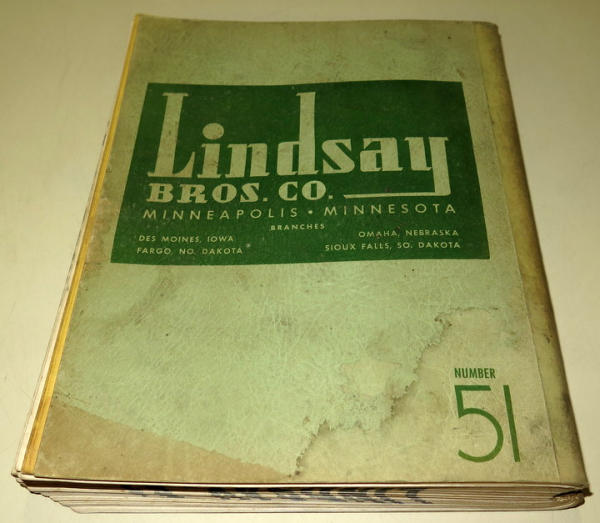 Lindsay
BROS. CO.
MINNEAPOLIS • MINNESOTA
BRANCHES
DES MOINES, IOWA
FARGO, NO. DAKOTA
OMAHA, NEBRASKA
SIOUX FALLS, SO. DAKOTA
NUMBER
51